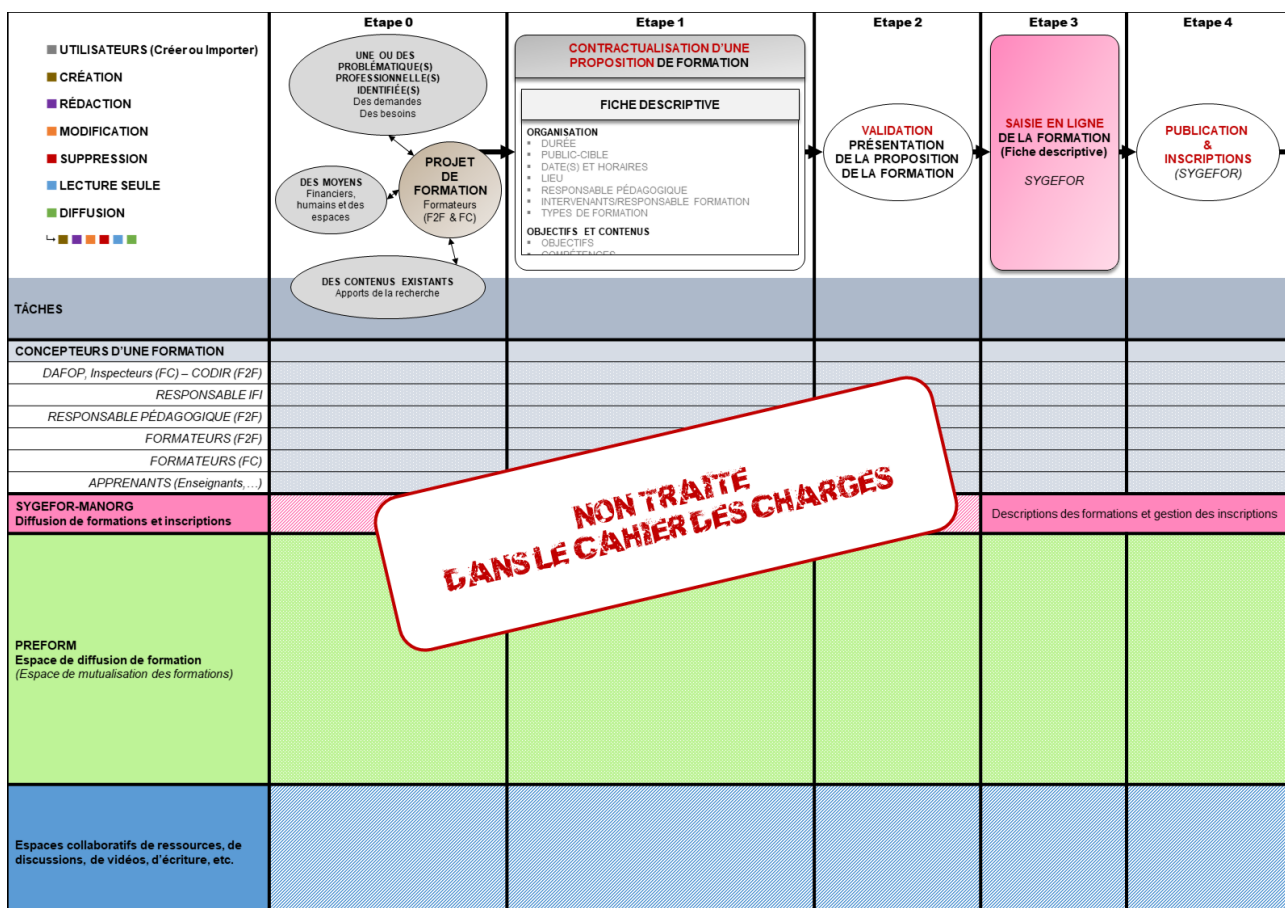 Etape 0
Etape 1
Etape 2
Etape 3
Etape 4
UTILISATEURS (Créer ou Importer)
CRÉATION
RÉDACTION
MODIFICATION
SUPPRESSION
LECTURE SEULE
DIFFUSION
UNE OU DES
PROBLÉMATIQUE(S)
PROFESSIONNELLE(S)
IDENTIFIÉE(S)
Des demandes
Des besoins
PROJET
DE
FORMATION
Formateurs
(F2F & FC)
DES MOYENS
Financiers,
humains et des
espaces
DES CONTENUS EXISTANTS
Apports de la recherche
CONTRACTUALISATION D'UNE
PROPOSITION DE FORMATION
FICHE DESCRIPTIVE
ORGANISATION
▪ DURÉE
▪ PUBLIC-CIBLE
▪ DATE(S) ET HORAIRES
▪ LIEU
▪ RESPONSABLE PÉDAGOGIQUE
▪ INTERVENANTS/RESPONSABLE FORMATION
▪ TYPES DE FORMATION
OBJECTIFS ET CONTENUS
▪ OBJECTIFS
▪ COMPÉTENCES
VALIDATION
PRÉSENTATION
DE LA PROPOSITION
DE LA FORMATION
SAISIE EN LIGNE
DE LA FORMATION
(Fiche descriptive)
SYGEFOR
PUBLICATION
&
INSCRIPTIONS
(SYGEFOR)
TÂCHES
CONCEPTEURS D'UNE FORMATION
DAFOP, Inspecteurs (FC) – CODIR (F2F)
RESPONSABLE IFI
RESPONSABLE PÉDAGOGIQUE (F2F)
FORMATEURS (F2F)
FORMATEURS (FC)
APPRENANTS (Enseignants,…)
SYGEFOR-MANORG
Diffusion de formations et inscriptions
Descriptions des formations et gestion des inscriptions
NON TRAITE
DANS LE CAHIER DES CHARGES
PREFORM
Espace de diffusion de formation
(Espace de mutualisation des formations)
Espaces collaboratifs de ressources, de
discussions, de vidéos, d'écriture, etc.